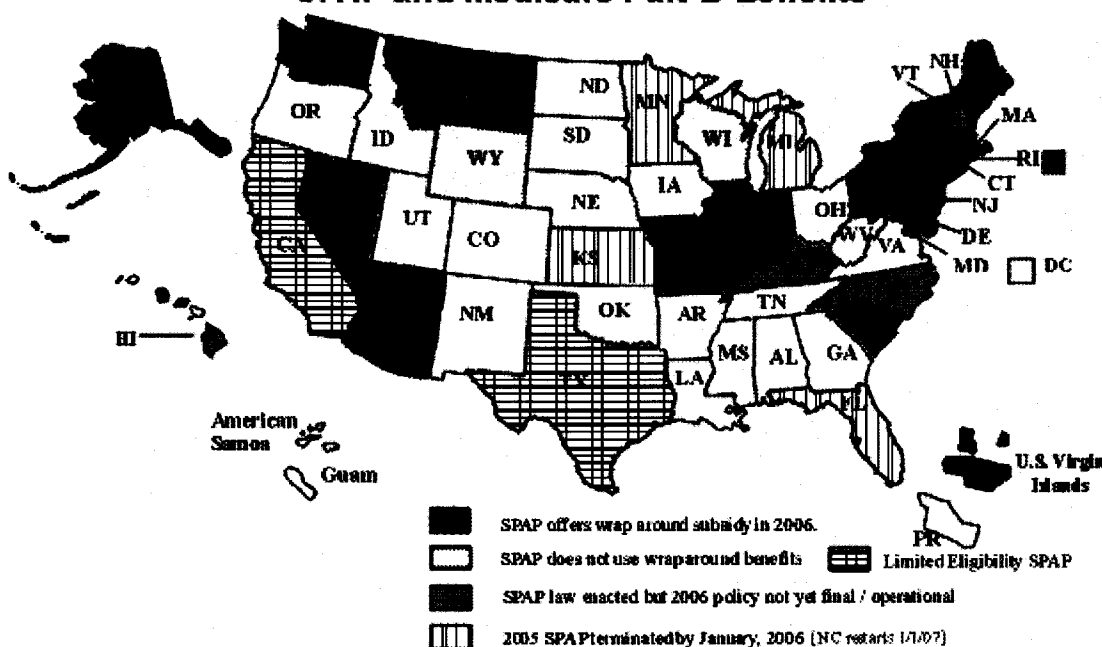 and Medicare Part D Benefits
NH
VT
ND
MN
OR
MA
ID
SD
WI
MI
WY
RI
IA
CT
NE
NJ
UT
OH
CA
CO
WV
VA
DE
KS
MD
DC
TN
NM
OK
AR
HI
MS
AL
GA
LA
TX
FL
American
Samoa
Guam
U.S. Virgin
Islands
PR
SPAP offers wrap around subsidy in 2006.
SPAP does not use wraparound benefits
Limited Eligibility SPAP
SPAP law enacted but 2006 policy not yet final / operational
2005 SPAP terminated by January, 2006 (NC restarts 1/1/07)